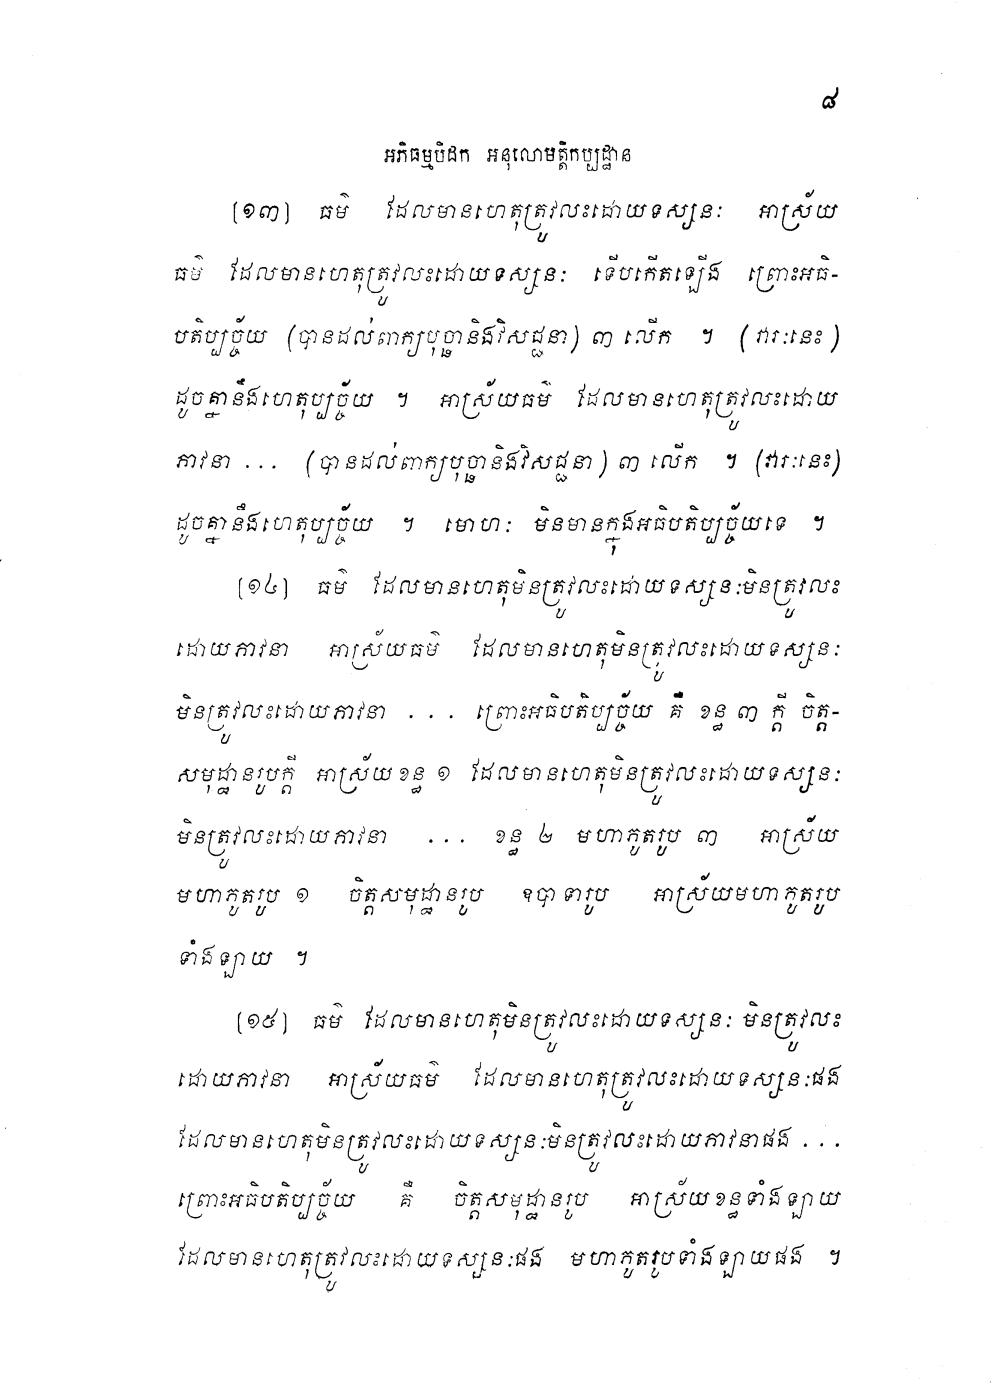 ៨
អភិធម្មបិដក អនុលោមត្តិកប្បដ្ឋាន
[១៣] ធម៌ ដែលមានហេតុត្រូវលះដោយទស្សនៈ អាស្រ័យ
ធម៌ ដែលមានហេតុត្រូវលះដោយទស្សនៈ ទើបកើតឡើង ព្រោះអធិ-
បតិប្បច្ច័យ (បានដល់ពាក្យបុច្ឆានិងវិសជ្ជនា) ៣ លើក ។ (វារៈនេះ)
ដូចគ្នានឹងហេតុប្បច្ច័យ ។ អាស្រ័យធម៌ ដែលមានហេតុត្រូវលះដោយ
ភាវនា ... (បានដល់ពាក្យបុច្ឆានិងវិសជ្ជនា) ៣ លើក ។ (វារៈនេះ)
ដូចគ្នានឹងហេតុប្បច្ច័យ ។ មោហៈ មិនមានក្នុងអធិបតិប្បច្ច័យទេ ។
[១៤] ធម៌ ដែលមានហេតុមិនត្រូវលះដោយទស្សនៈមិនត្រូវលះ
ដោយភាវនា អាស្រ័យធម៌ ដែលមានហេតុមិនត្រូវលះដោយទស្សនៈ
មិនត្រូវលះដោយភាវនា ... ព្រោះអធិបតិប្បច្ច័យ គឺ ខន្ធ ៣ ក្តី ចិត្ត-
សមុដ្ឋានរូបក្តី អាស្រ័យខន្ធ ១ ដែលមានហេតុមិនត្រូវលះដោយទស្សនៈ
មិនត្រូវលះដោយភាវនា ... ខន្ធ ២ មហាភូតរូប ៣ អាស្រ័យ
មហាភូតរូប ១ ចិត្តសមុដ្ឋានរូប ឧបាទារូប អាស្រ័យមហាភូតរូប
ទាំងឡាយ ។
[១៥] ធម៌ ដែលមានហេតុមិនត្រូវលះដោយទស្សនៈ មិនត្រូវលះ
ដោយភាវនា អាស្រ័យធម៌ ដែលមានហេតុត្រូវលះដោយទស្សនៈផង
ដែលមានហេតុមិនត្រូវលះដោយទស្សនៈមិនត្រូវលះដោយភាវនាផង ...
ព្រោះអធិបតិប្បច្ច័យ គឺ ចិត្តសមុដ្ឋានរូប អាស្រ័យខន្ធទាំងឡាយ
ដែលមានហេតុត្រូវលះដោយទស្សនៈផង មហាភូតរូបទាំងឡាយផង ។